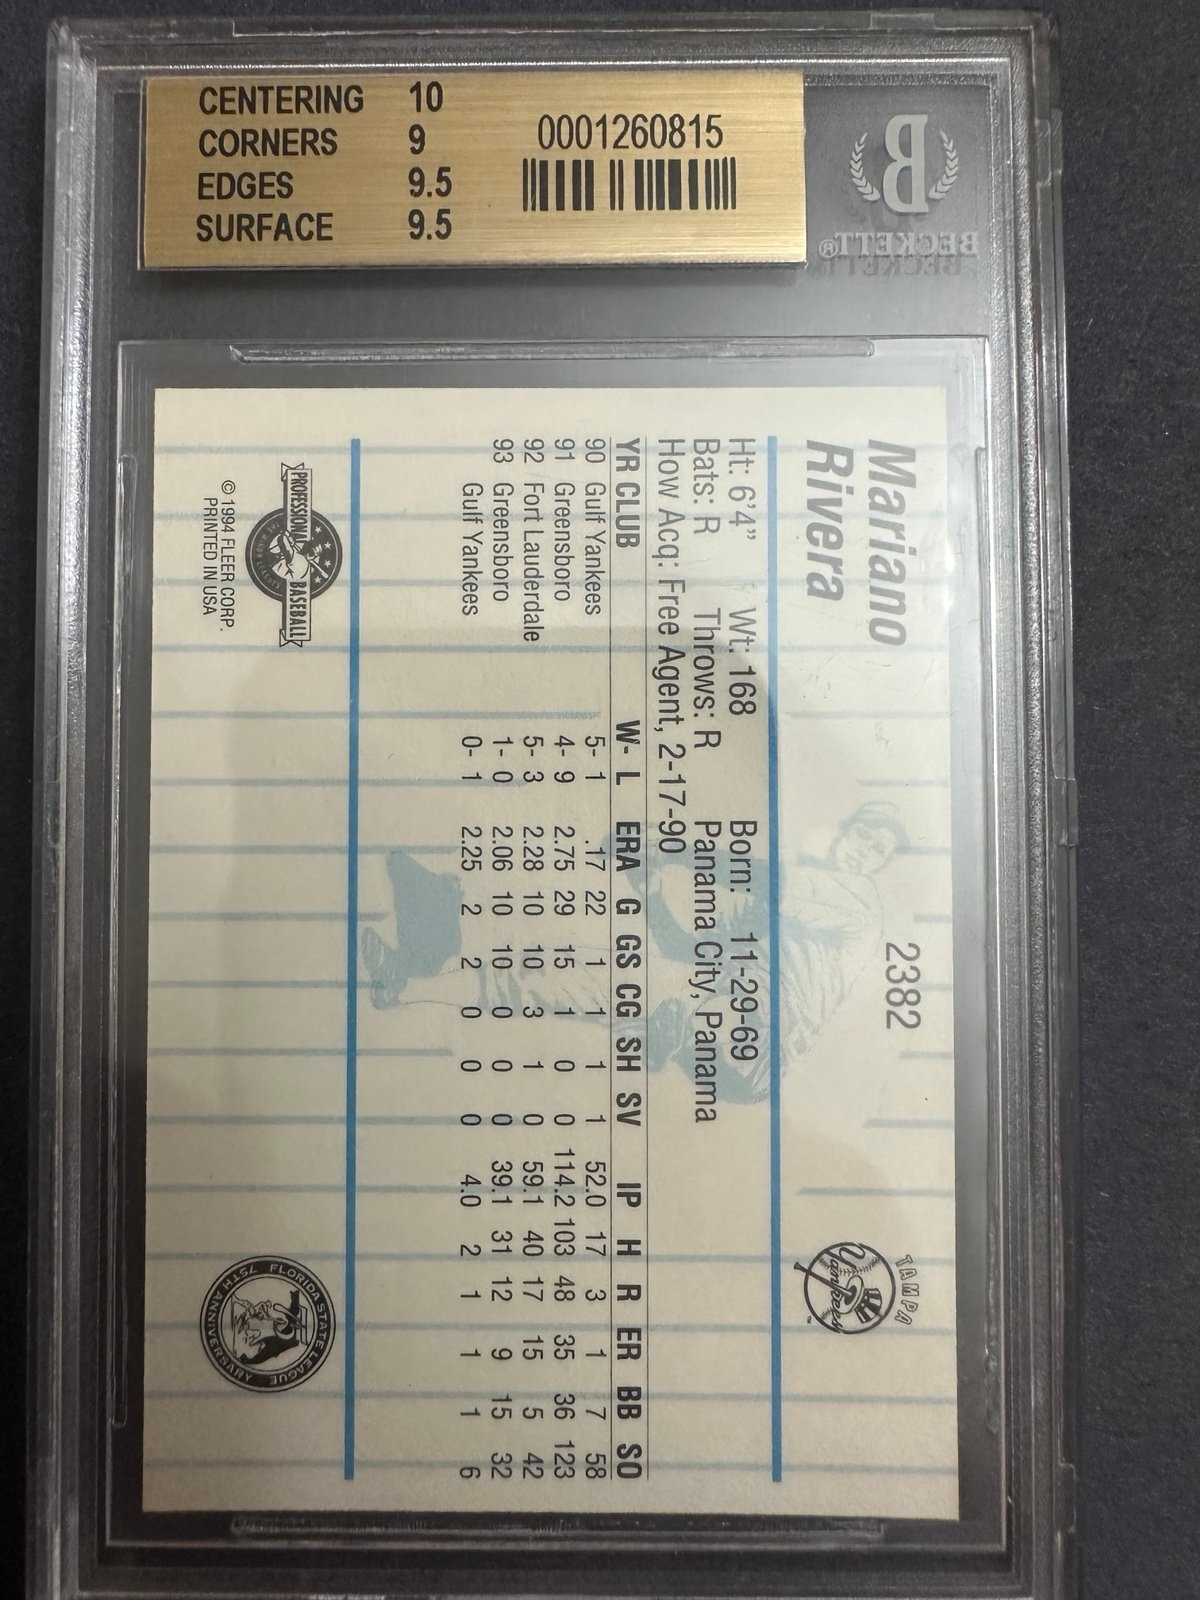 CENTERING 10
CORNERS 9
EDGES 9.5
SURFACE 9.5
0001260815
B
BECKETT®
Mariano
Rivera
2382
TAMPA
Yankees
™
Ht: 6'4" Wt: 168 Born: 11-29-69
Bats: R Throws: R Panama City, Panama
How Acq: Free Agent, 2-17-90
YR CLUB W- L ERA G GS CG SH SV IP H R ER BB SO
90 Gulf Yankees 5- 1 .17 22 1 1 1 1 52.0 17 3 1 7 58
91 Greensboro 4- 9 2.75 29 15 1 0 0 114.2 103 48 35 36 123
92 Fort Lauderdale 5- 3 2.28 10 10 3 1 0 59.1 40 17 15 5 42
93 Greensboro 1- 0 2.06 10 10 0 0 0 39.1 31 12 9 15 32
Gulf Yankees 0- 1 2.25 2 2 0 0 0 4.0 2 1 1 1 6
PROFESSIONAL BASEBALL
© 1994 FLEER CORP.
PRINTED IN USA
FLORIDA STATE LEAGUE
75TH ANNIVERSARY